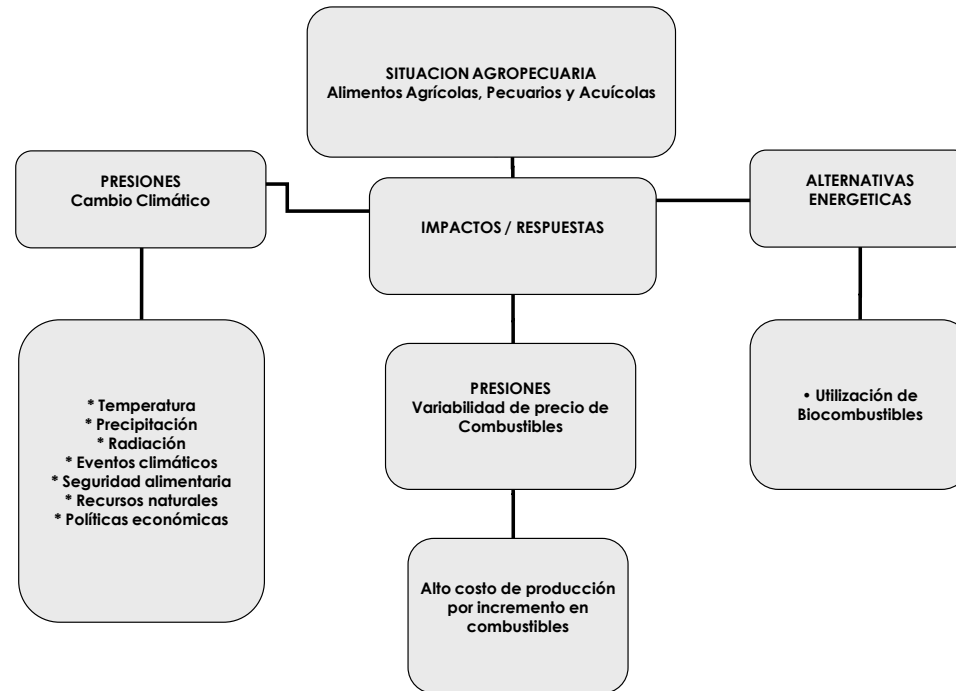 SITUACION AGROPECUARIA
Alimentos Agrícolas, Pecuarios y Acuícolas
PRESIONES
Cambio Climático
IMPACTOS / RESPUESTAS
ALTERNATIVAS
ENERGETICAS
* Temperatura
* Precipitación
* Radiación
* Eventos climáticos
* Seguridad alimentaria
* Recursos naturales
* Políticas económicas
PRESIONES
Variabilidad de precio de
Combustibles
• Utilización de
Biocombustibles
Alto costo de producción
por incremento en
combustibles